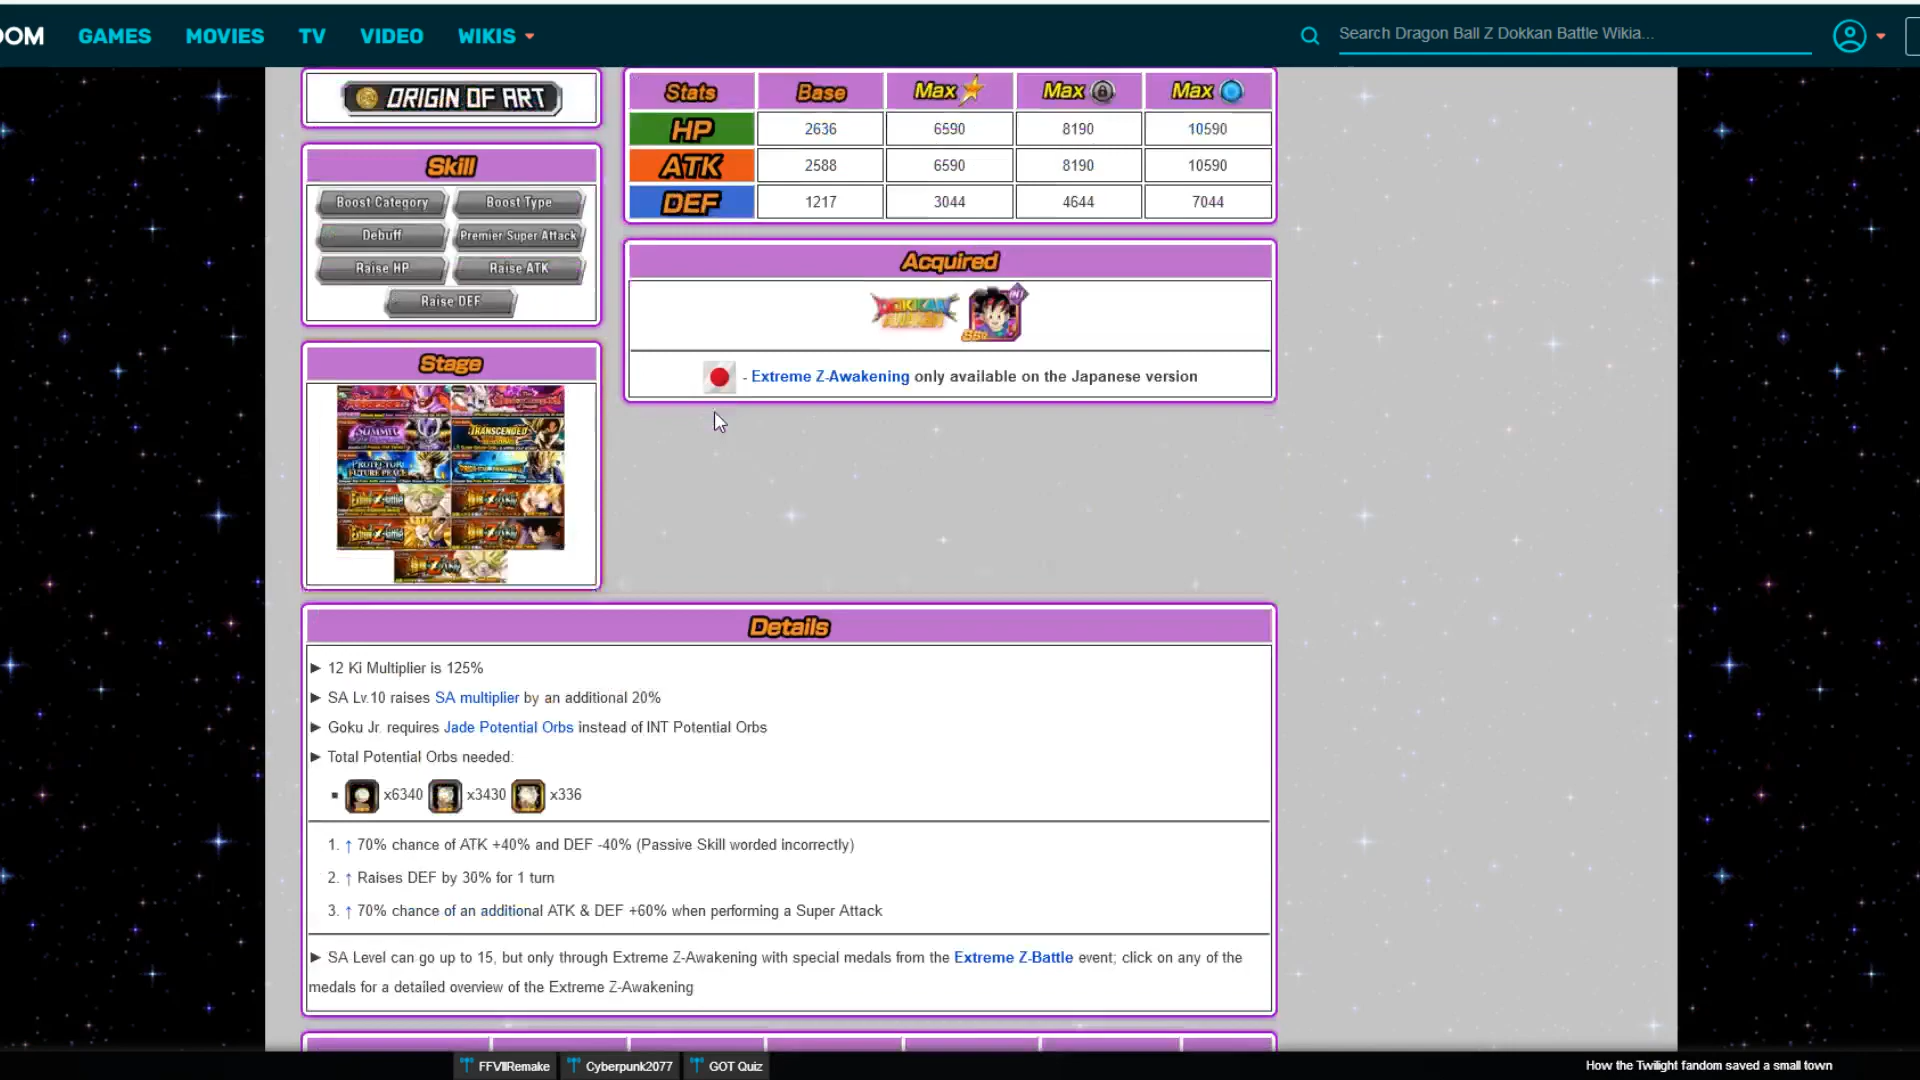 OM GAMES MOVIES TV VIDEO WIKIS Search Dragon Ball Z Dokkan Battle Wikia...
ORIGIN OF ART
Skill
Boost Category Boost Type
Debuff Premier Super Attack
Raise HP Raise ATK
Raise DEF
Stage
SUMMIT TRANSCENDED
PROTECTOR
FUTURE PEACE
Stats Base Max Max Max
HP 2636 6590 8190 10590
ATK 2588 6590 8190 10590
DEF 1217 3044 4644 7044
Acquired
DOKKAN INT
SSR
- Extreme Z-Awakening only available on the Japanese version
Details
► 12 Ki Multiplier is 125%
► SA Lv.10 raises SA multiplier by an additional 20%
► Goku Jr. requires Jade Potential Orbs instead of INT Potential Orbs
► Total Potential Orbs needed:
▪ x6340 x3430 x336
1. ↑ 70% chance of ATK +40% and DEF -40% (Passive Skill worded incorrectly)
2. ↑ Raises DEF by 30% for 1 turn
3. ↑ 70% chance of an additional ATK & DEF +60% when performing a Super Attack
► SA Level can go up to 15, but only through Extreme Z-Awakening with special medals from the Extreme Z-Battle event; click on any of the
medals for a detailed overview of the Extreme Z-Awakening
FFVIIRemake Cyberpunk2077 GOT Quiz How the Twilight fandom saved a small town